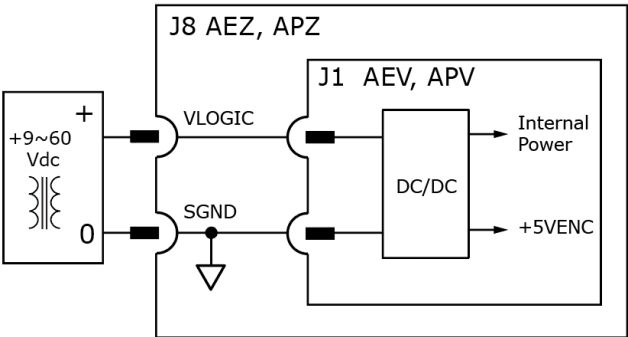 J8 AEZ, APZ
J1 AEV, APV
+
+9~60
Vdc
0
VLOGIC
SGND
DC/DC
Internal
Power
+5VENC